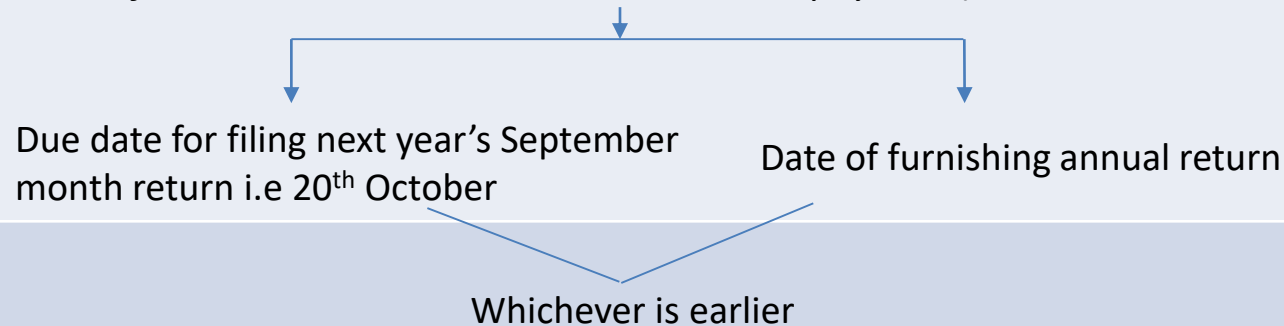 Due date for filing next year’s September
month return i.e 20th October
Date of furnishing annual return
Whichever is earlier